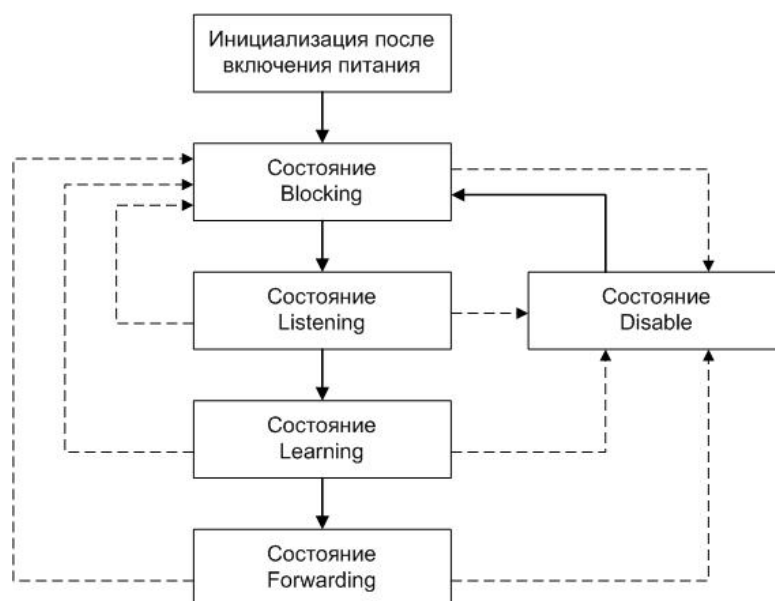 Инициализация после
включения питания
Состояние
Blocking
Состояние
Listening
Состояние
Disable
Состояние
Learning
Состояние
Forwarding